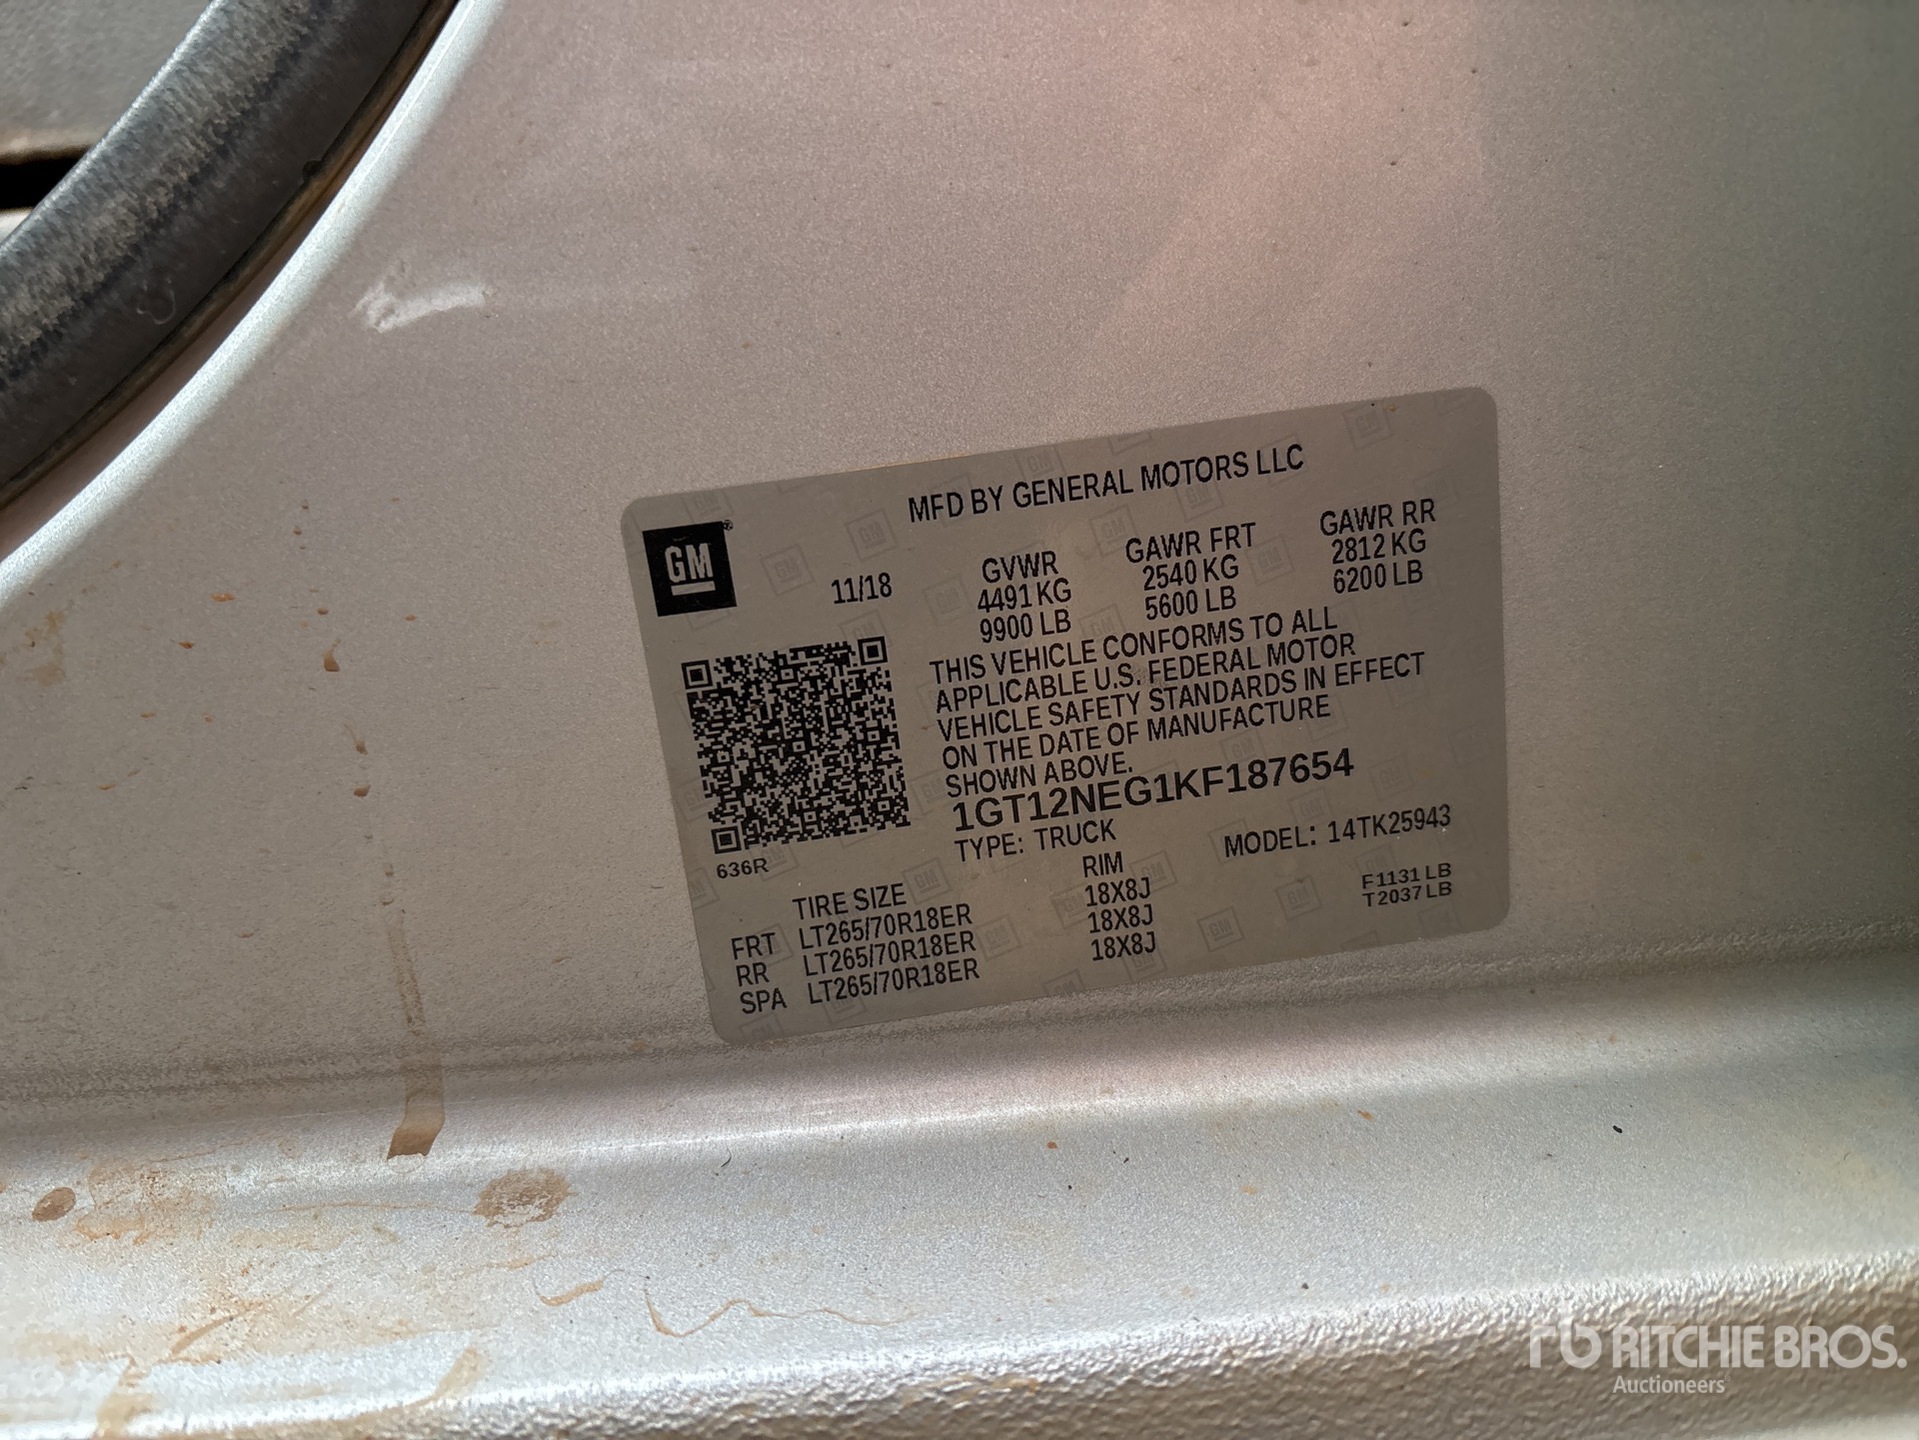 MFD BY GENERAL MOTORS LLC
GM®
11/18
GVWR GAWR FRT GAWR RR
4491 KG 2540 KG 2812 KG
9900 LB 5600 LB 6200 LB
THIS VEHICLE CONFORMS TO ALL
APPLICABLE U.S. FEDERAL MOTOR
VEHICLE SAFETY STANDARDS IN EFFECT
ON THE DATE OF MANUFACTURE
SHOWN ABOVE.
1GT12NEG1KF187654
TYPE: TRUCK MODEL: 14TK25943
636R
TIRE SIZE RIM
FRT LT265/70R18ER 18X8J
RR LT265/70R18ER 18X8J
SPA LT265/70R18ER 18X8J
F1131 LB
T2037 LB
rb RITCHIE BROS.
Auctioneers